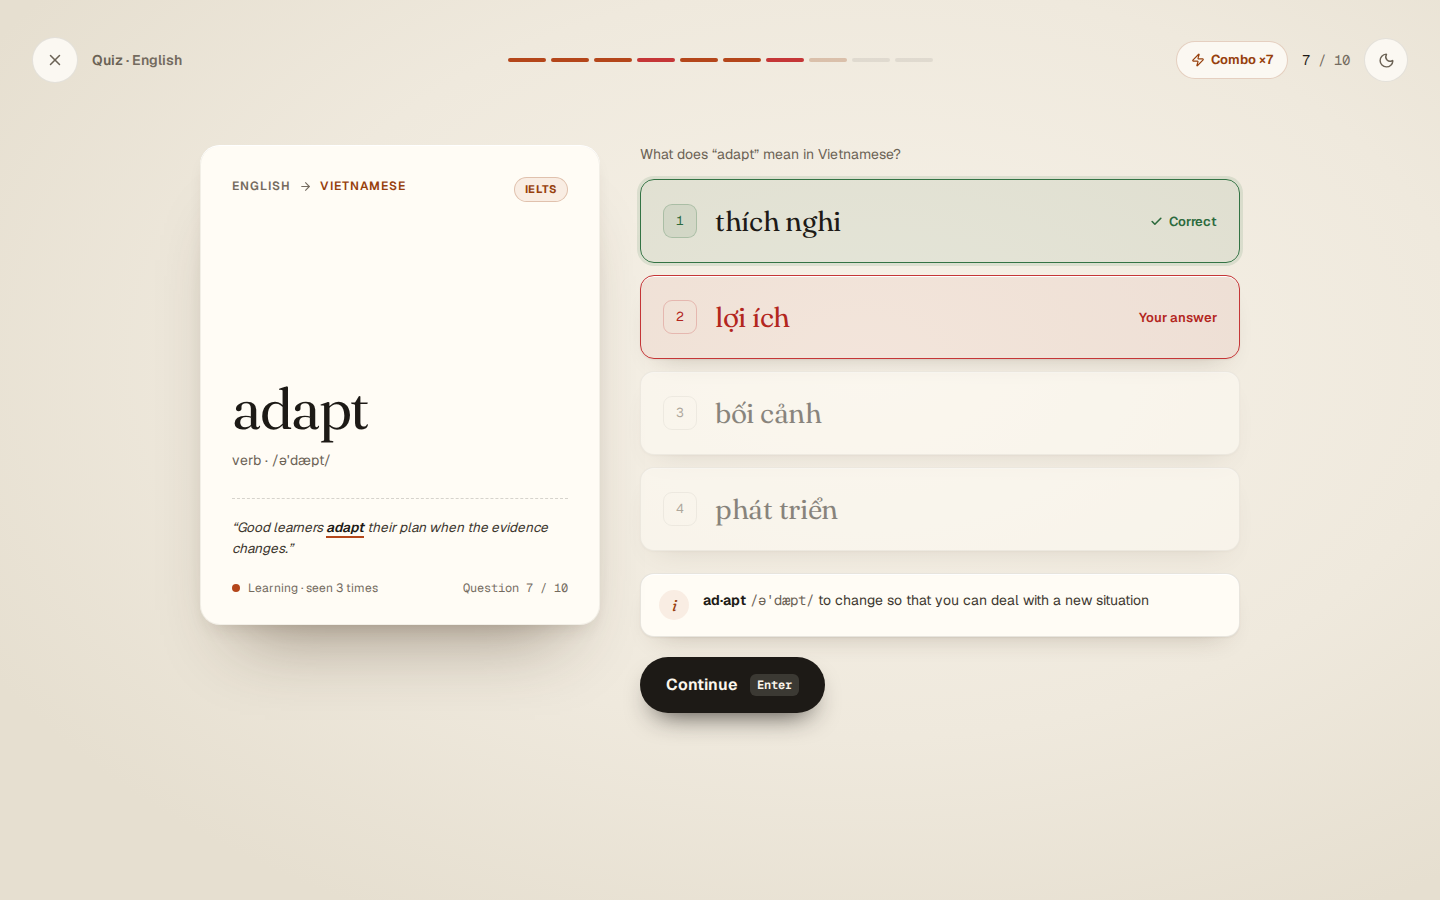 Quiz · English
Combo ×7
7 / 10
ENGLISH → VIETNAMESE
IELTS
adapt
verb · /ə'dæpt/
“Good learners adapt their plan when the evidence
changes.”
Learning · seen 3 times
Question 7 / 10
What does “adapt” mean in Vietnamese?
1 thích nghi
Correct
2 lợi ích
Your answer
3 bối cảnh
4 phát triển
i
ad·apt /ə'dæpt/ to change so that you can deal with a new situation
Continue Enter